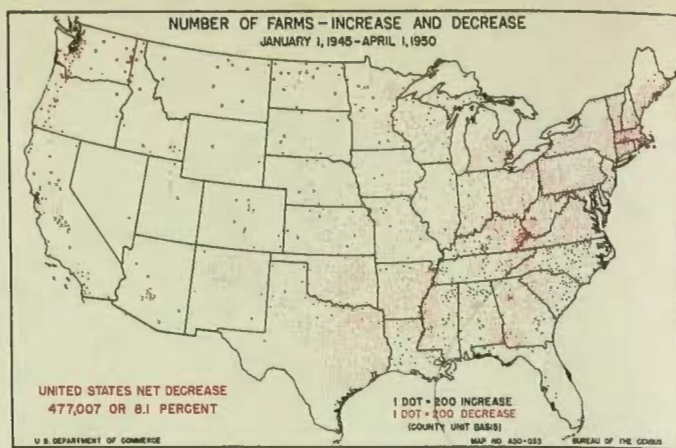 NUMBER OF FARMS – INCREASE AND DECREASE
JANUARY 1, 1945–APRIL 1, 1950
UNITED STATES NET DECREASE
477,007 OR 8.1 PERCENT
1 DOT = 200 INCREASE
1 DOT = 200 DECREASE
(COUNTY UNIT BASIS)
U.S. DEPARTMENT OF COMMERCE
MAP NO. A50-033
BUREAU OF THE CENSUS